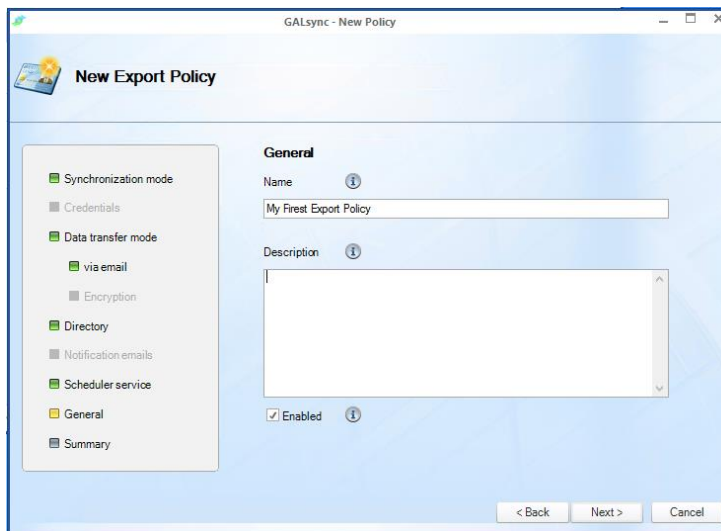 GALsync - New Policy
New Export Policy
Synchronization mode
Credentials
Data transfer mode
via email
Encryption
Directory
Notification emails
Scheduler service
General
Summary
General
Name
My Firest Export Policy
Description
Enabled
< Back
Next >
Cancel